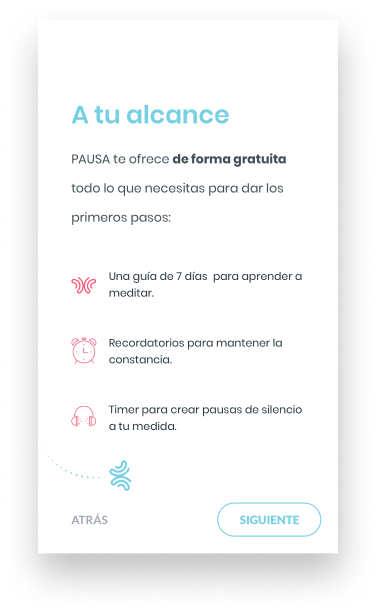 A tu alcance
PAUSA te ofrece de forma gratuita
todo lo que necesitas para dar los
primeros pasos:
Una guía de 7 días para aprender a
meditar.
Recordatorios para mantener la
constancia.
Timer para crear pausas de silencio
a tu medida.
ATRÁS
SIGUIENTE